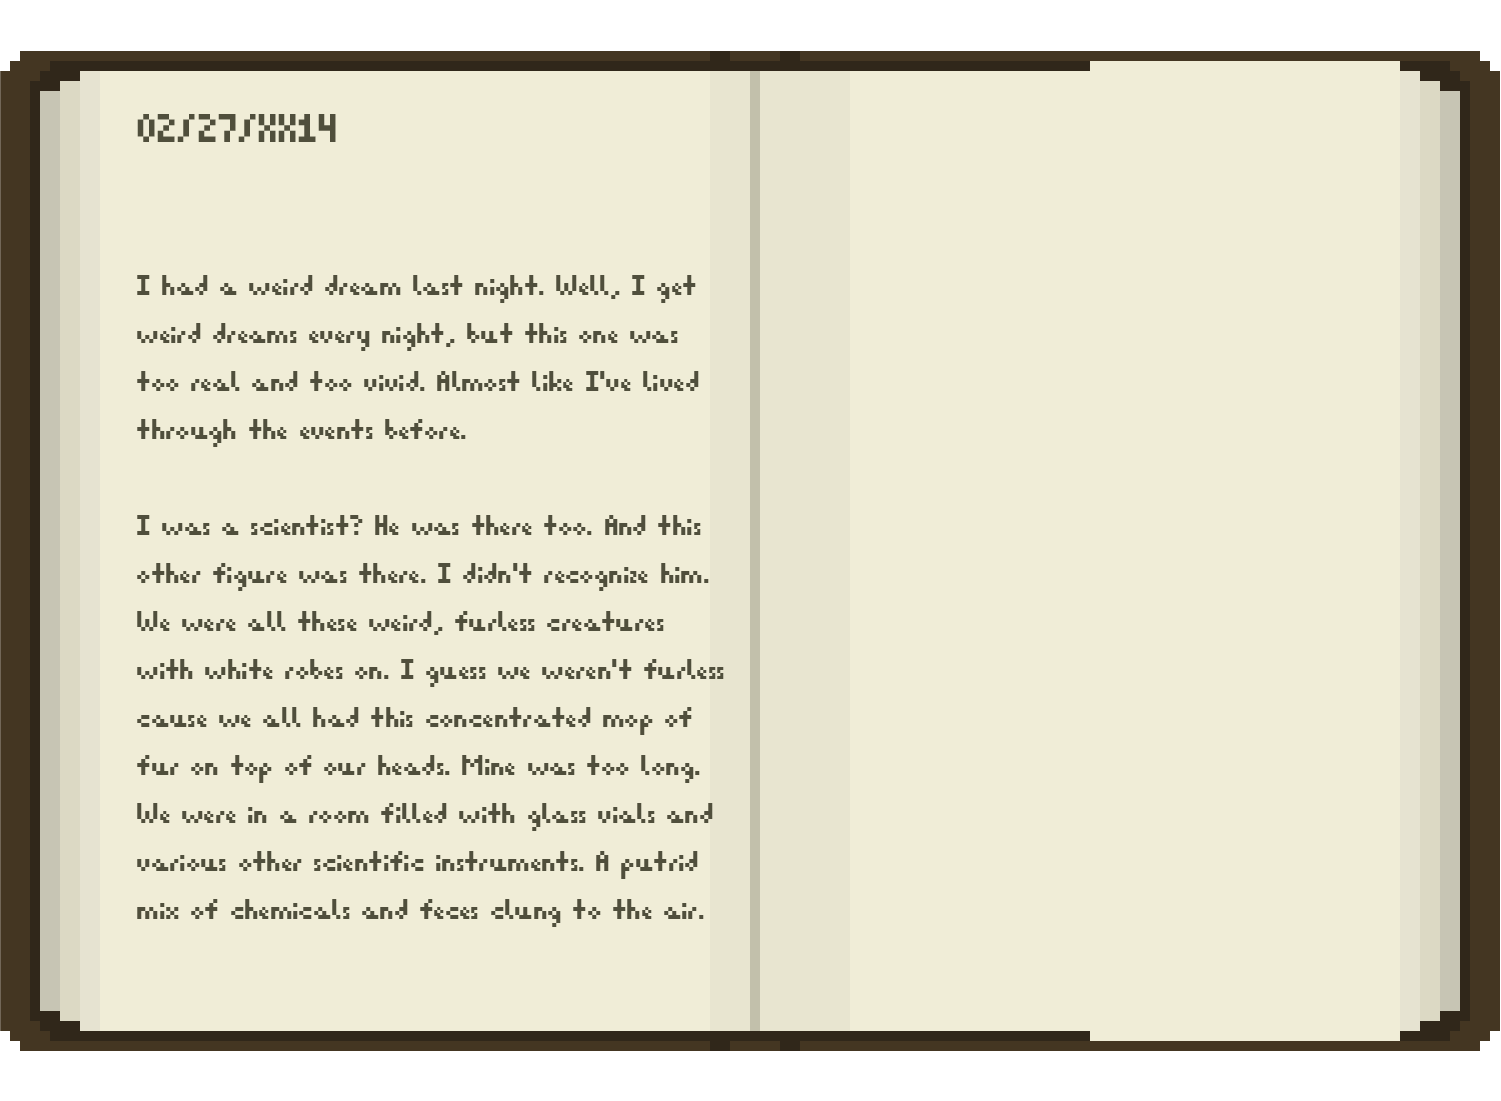 02/27/XX14
I had a weird dream last night. Well, I get
weird dreams every night, but this one was
too real and too vivid. Almost like I've lived
through the events before.
I was a scientist? He was there too. And this
other figure was there. I didn't recognize him.
We were all these weird, furless creatures
with white robes on. I guess we weren't furless
cause we all had this concentrated mop of
fur on top of our heads. Mine was too long.
We were in a room filled with glass vials and
various other scientific instruments. A putrid
mix of chemicals and feces clung to the air.